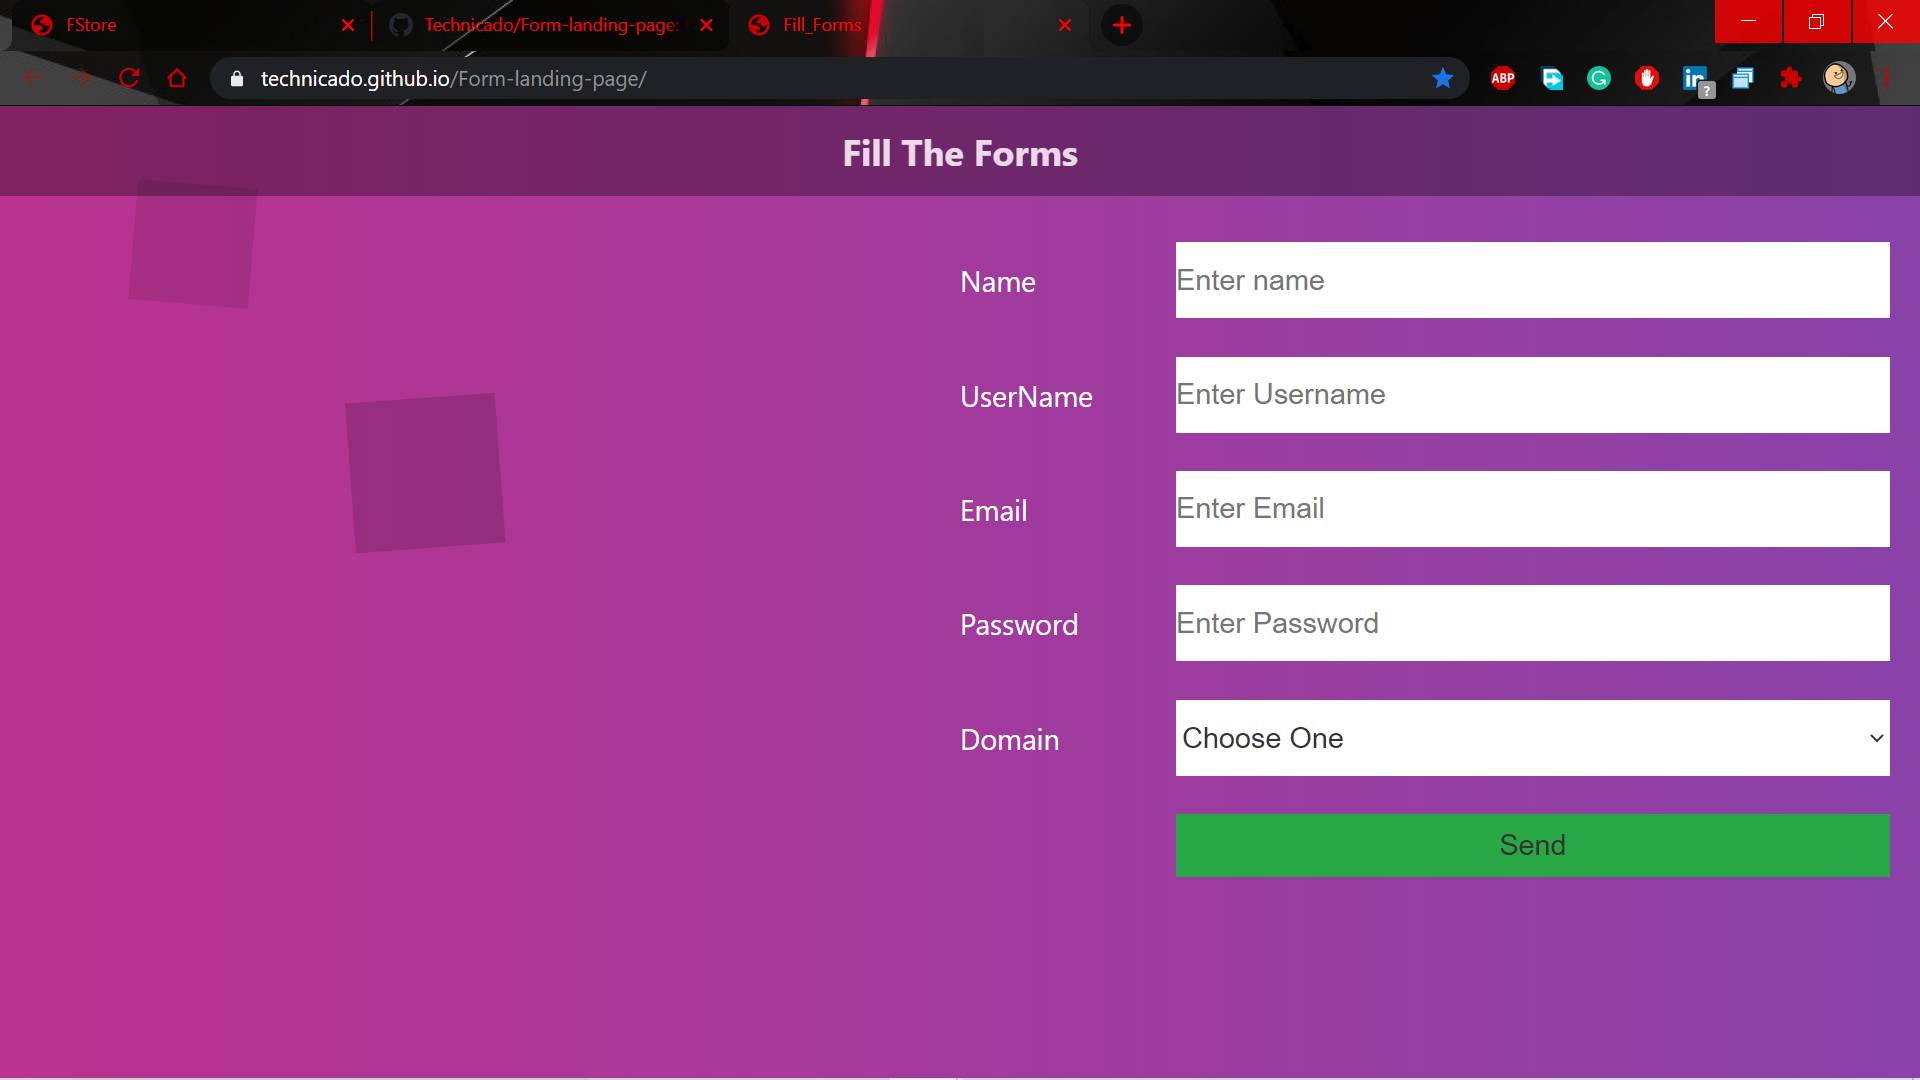 FStore
Technicado/Form-landing-page:
Fill_Forms
technicado.github.io/Form-landing-page/
ABP
in
?
Fill The Forms
Name
Enter name
UserName
Enter Username
Email
Enter Email
Password
Enter Password
Domain
Choose One
Send